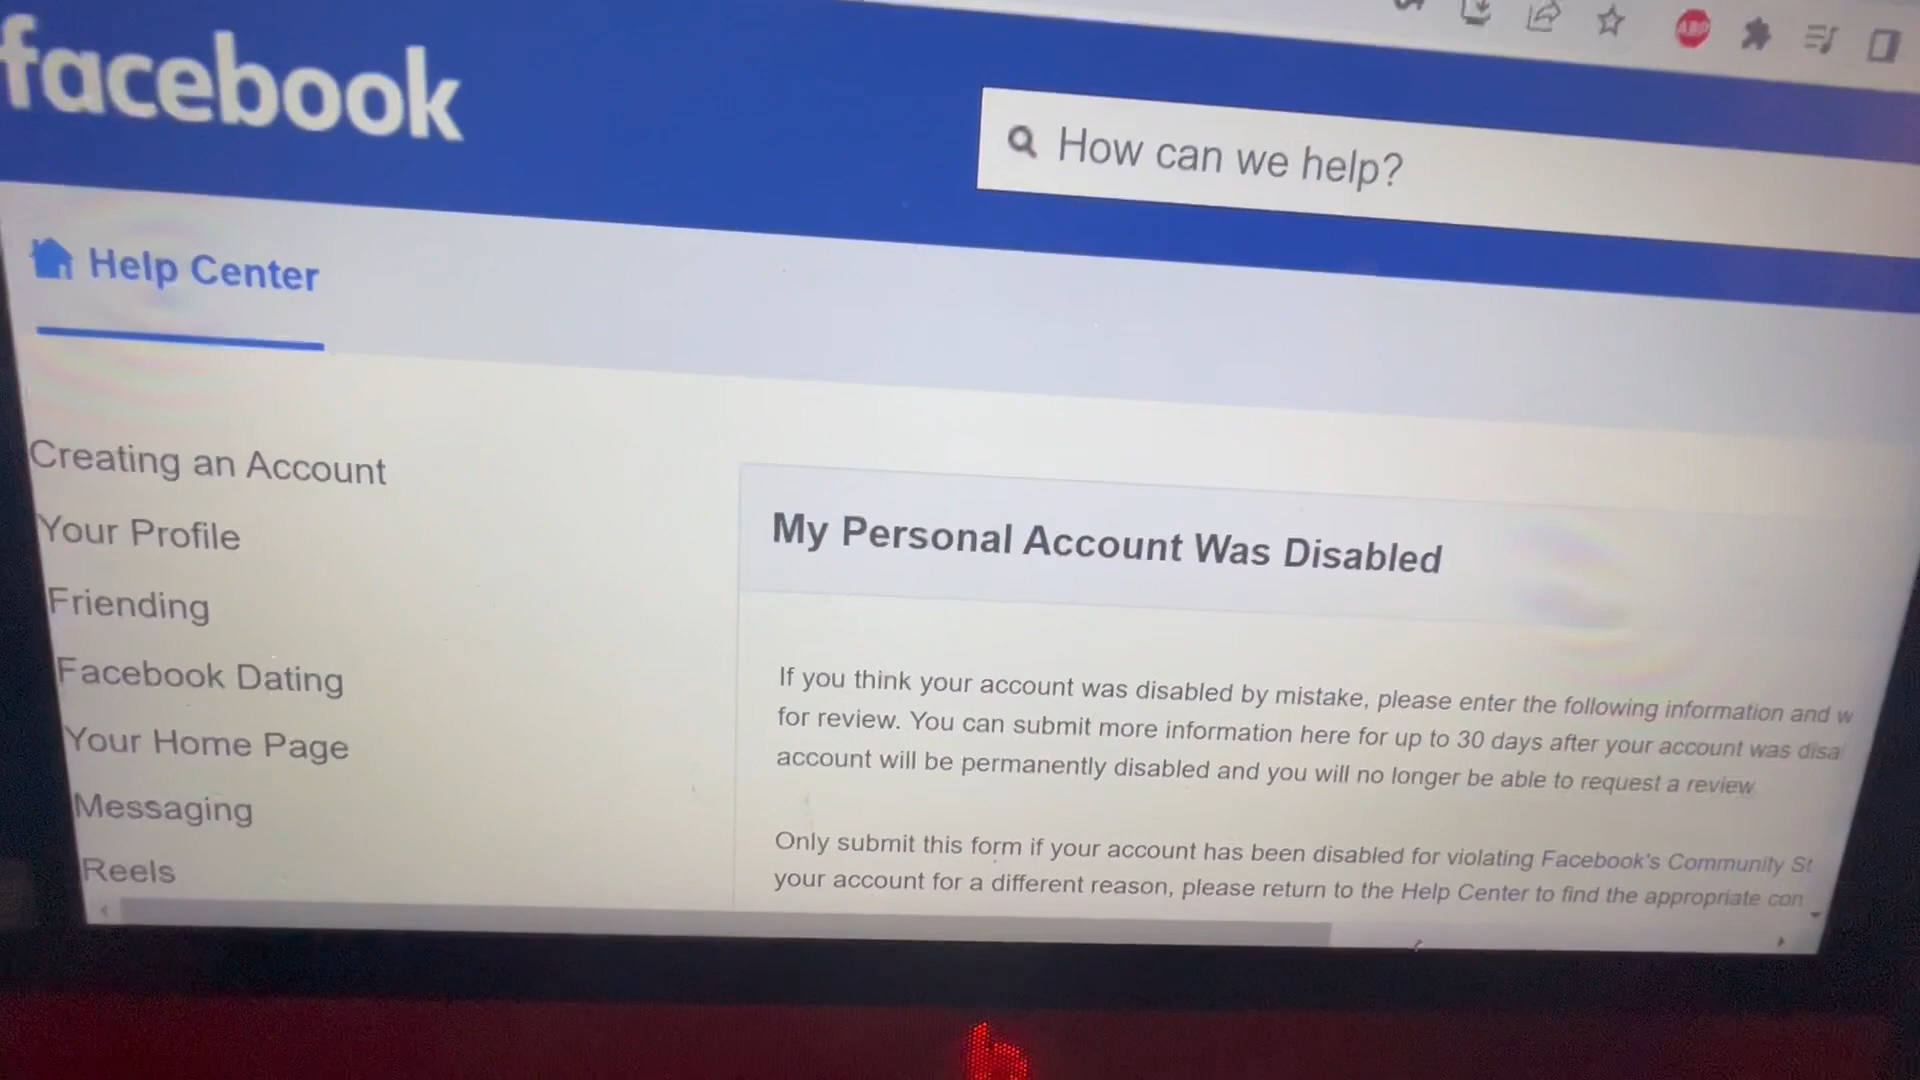 facebook
ABP
How can we help?
Help Center
Creating an Account
Your Profile
Friending
Facebook Dating
Your Home Page
Messaging
Reels
My Personal Account Was Disabled
If you think your account was disabled by mistake, please enter the following information and w
for review. You can submit more information here for up to 30 days after your account was disa
account will be permanently disabled and you will no longer be able to request a review
Only submit this form if your account has been disabled for violating Facebook's Community St
your account for a different reason, please return to the Help Center to find the appropriate con